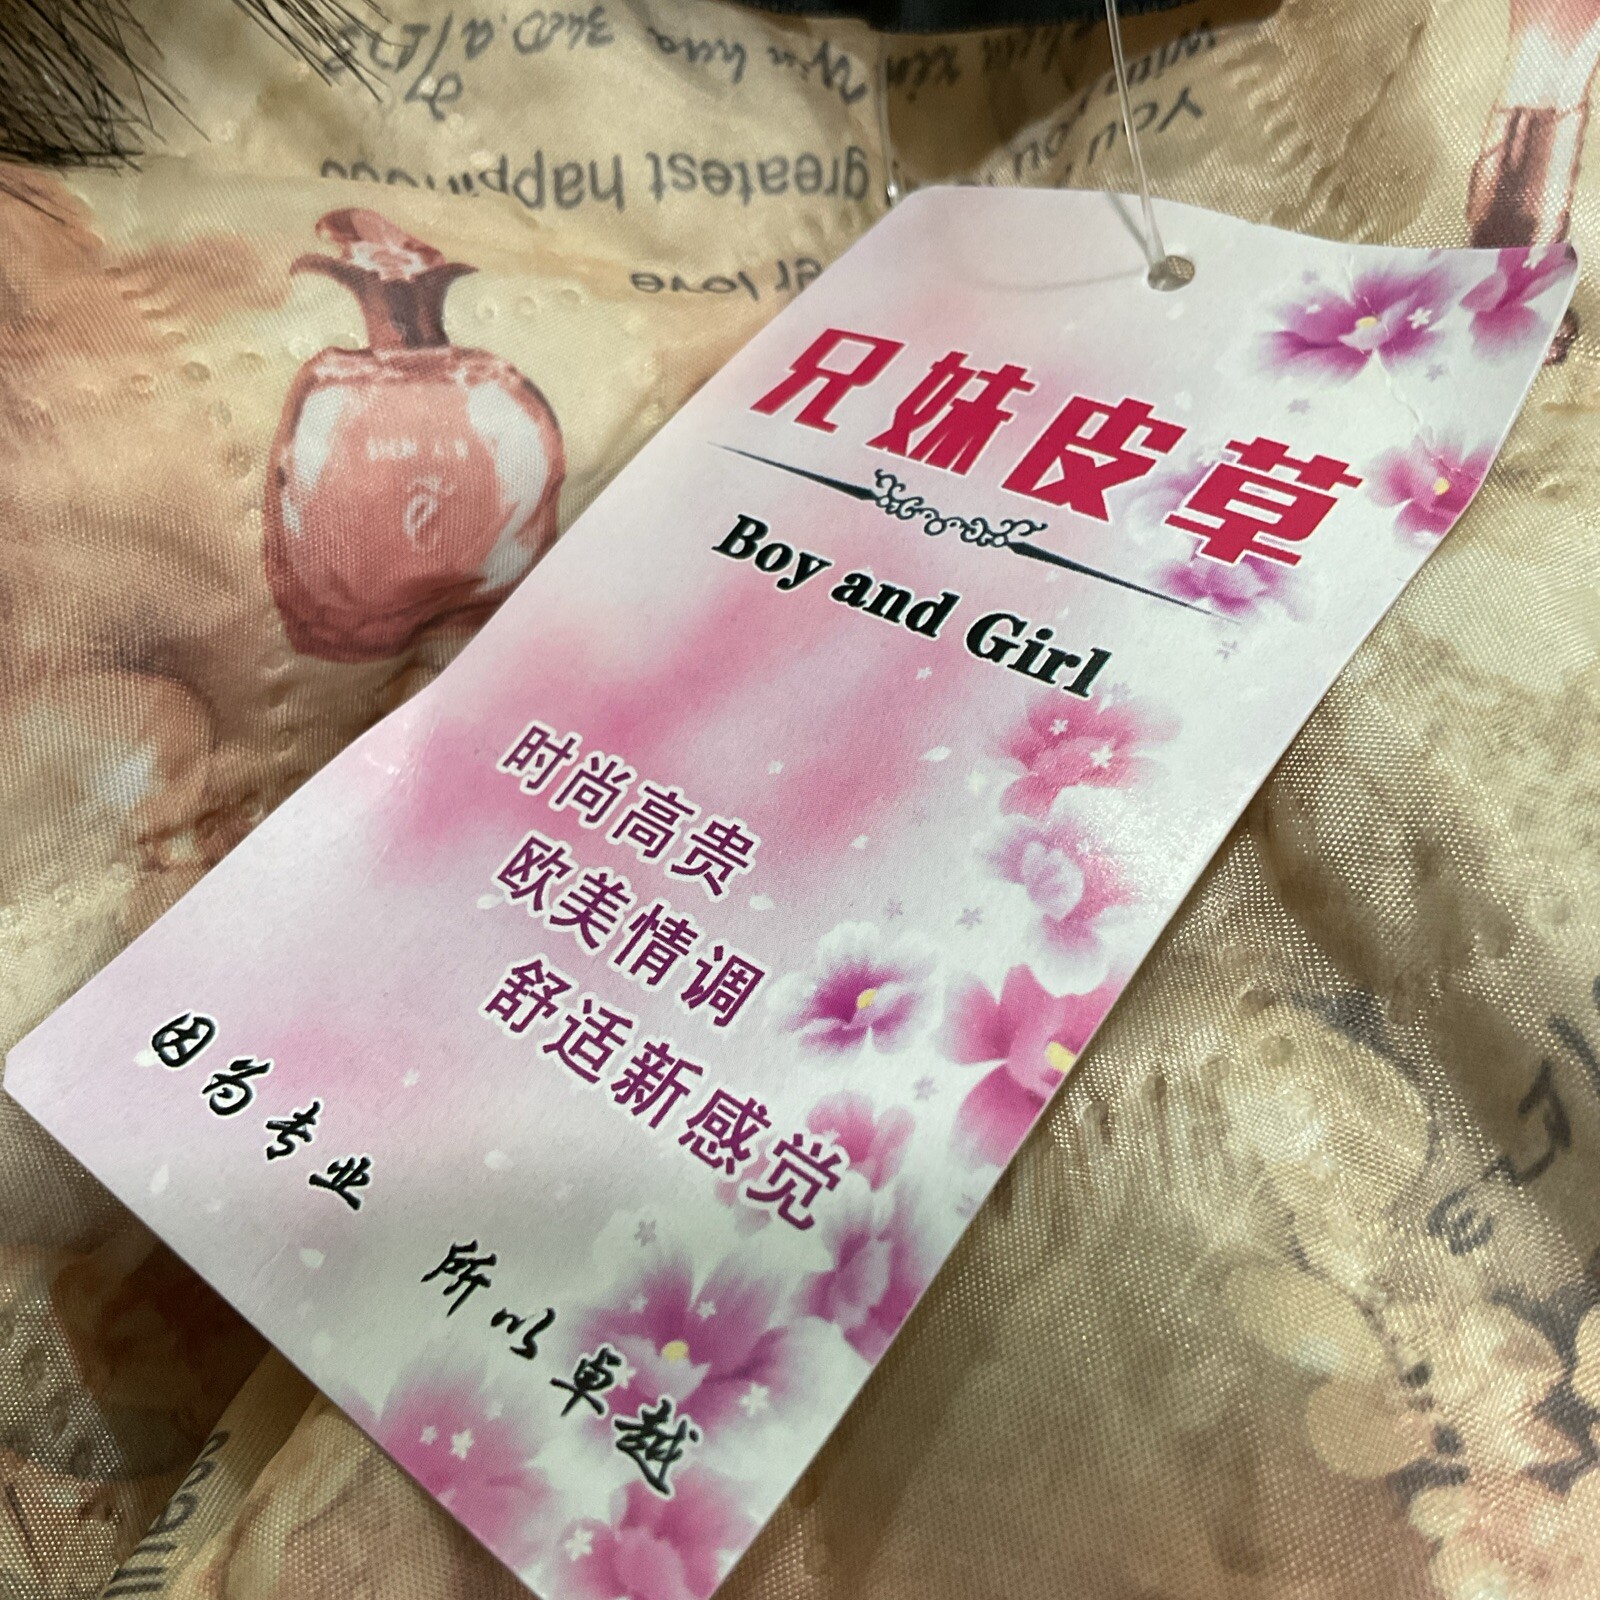 兄妹皮草
Boy and Girl
时尚高贵
欧美情调
舒适新感觉
因为专业
所以卓越
greatest
love
You